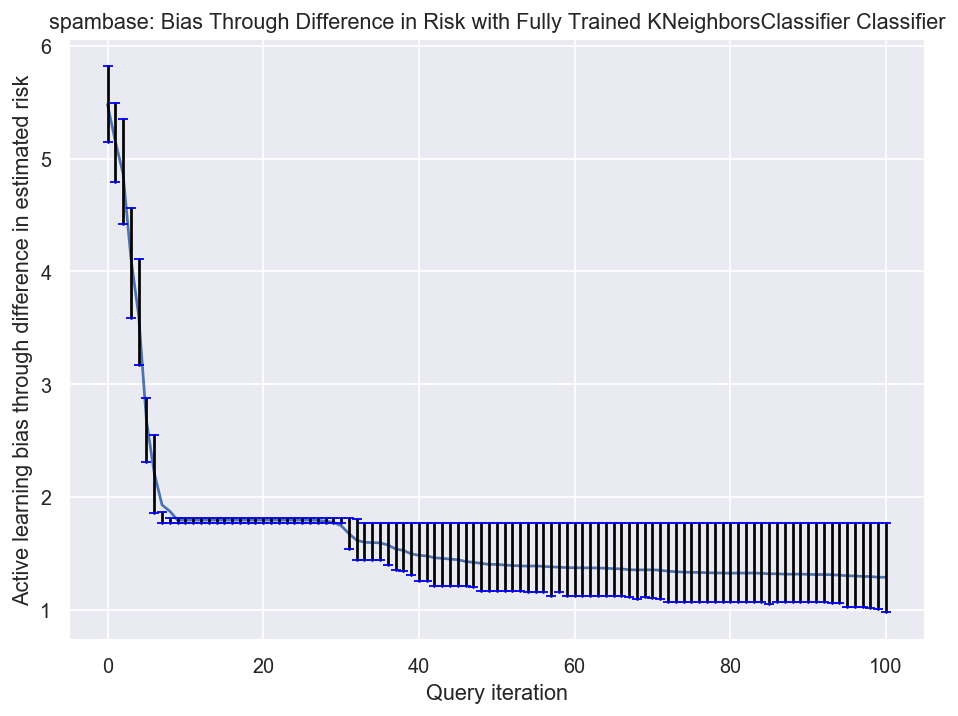 spambase: Bias Through Difference in Risk with Fully Trained KNeighborsClassifier Classifier
Active learning bias through difference in estimated risk
6
5
4
3
2
1
0 20 40 60 80 100
Query iteration